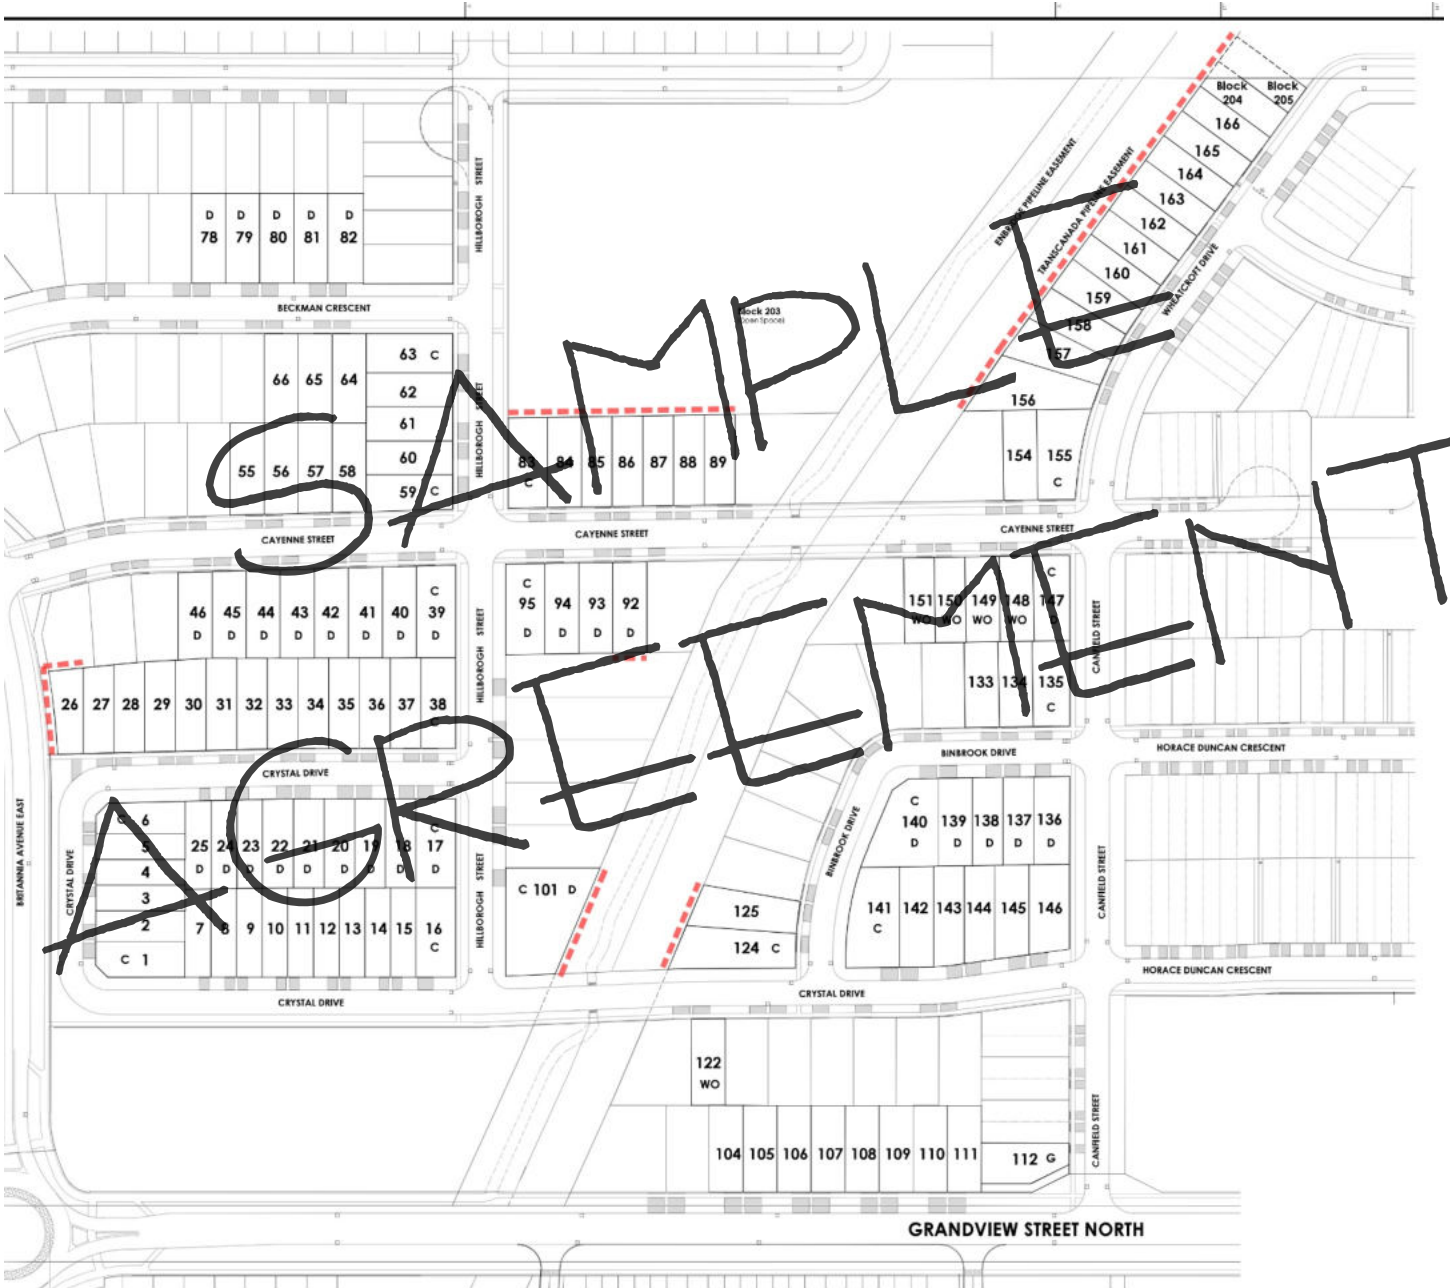 Block 204
Block 205
166
165
164
163
162
161
160
159
158
157
156
ENBRIDGE PIPELINE EASEMENT
TRANSCANADA PIPELINE EASEMENT
WHEATCROFT DRIVE
HILLBOROGH STREET
D D D D D
78 79 80 81 82
BECKMAN CRESCENT
Block 203
(Open Space)
SAMPLE
63 C
66 65 64
62
61
60
59 C
55 56 57 58
HILLBOROGH STREET
83 84 85 86 87 88 89
C
154 155
C
CAYENNE STREET
CAYENNE STREET
CAYENNE STREET
AGREEMENT
C
46 45 44 43 42 41 40 39
D D D D D D D D
C
95 94 93 92
D D D D
C
151 150 149 148 147
WO WO WO WO D
HILLBOROGH STREET
CANFIELD STREET
26 27 28 29 30 31 32 33 34 35 36 37 38
C
133 134 135
C
CRYSTAL DRIVE
BINBROOK DRIVE
HORACE DUNCAN CRESCENT
BRITANNIA AVENUE EAST
CRYSTAL DRIVE
C 6
5
4
3
2
C 1
C
25 24 23 22 21 20 19 18 17
D D D D D D D D D
7 8 9 10 11 12 13 14 15 16
C
HILLBOROGH STREET
C 101 D
125
124 C
BINBROOK DRIVE
C
140 139 138 137 136
D D D D D
141 142 143 144 145 146
C
CANFIELD STREET
CRYSTAL DRIVE
CRYSTAL DRIVE
HORACE DUNCAN CRESCENT
122
WO
104 105 106 107 108 109 110 111
112 G
CANFIELD STREET
GRANDVIEW STREET NORTH